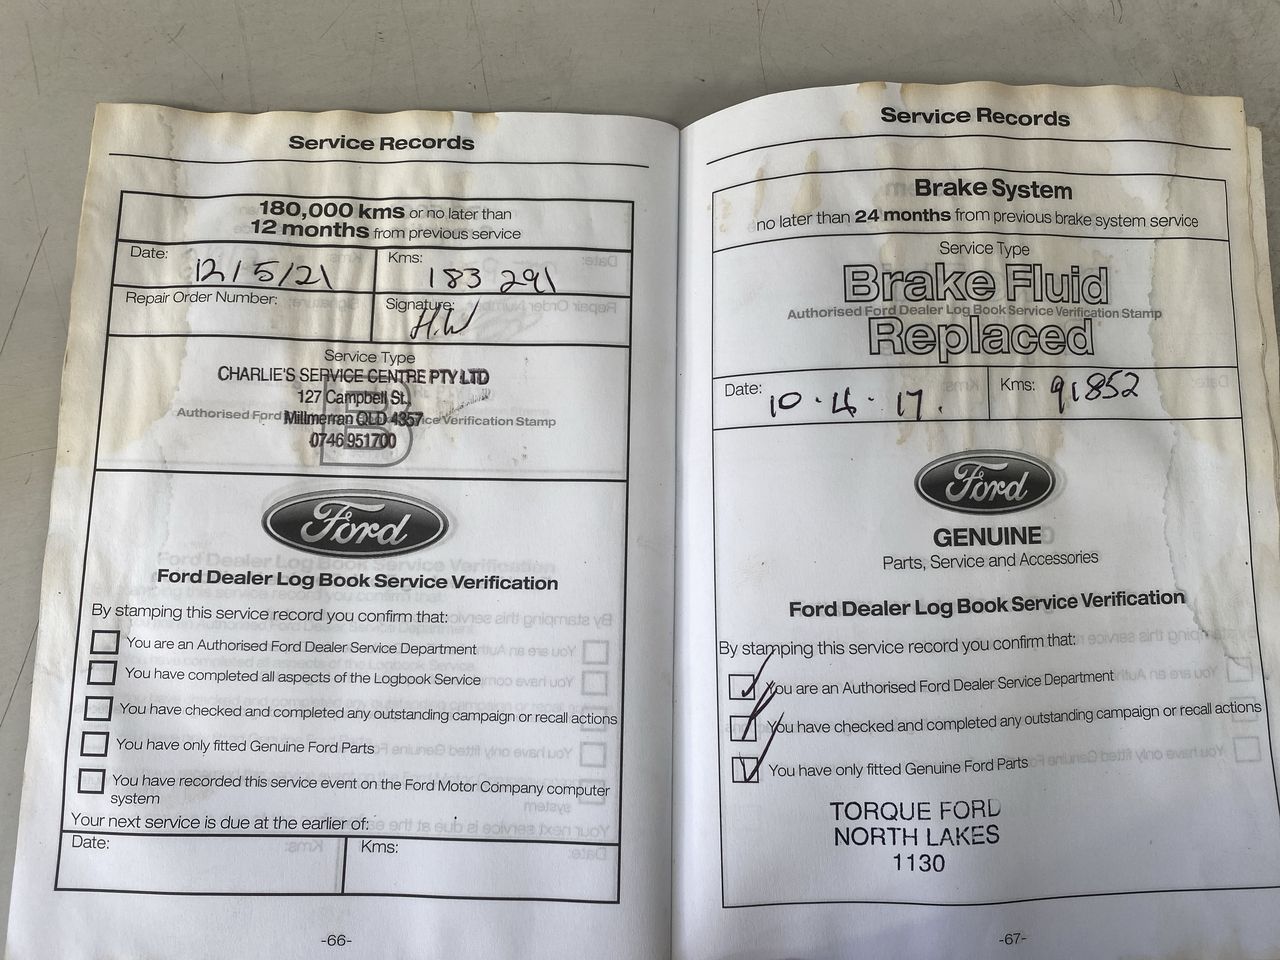 Service Records
180,000 kms or no later than
12 months from previous service
Date: 12/5/21 Kms: 183 291
Repair Order Number: Signature: H.W
Service Type
CHARLIE'S SERVICE CENTRE PTY LTD
127 Campbell St,
Millmerran QLD 4357
Authorised Ford Service Verification Stamp
0746 951700
B
Ford
Ford Dealer Log Book Service Verification
By stamping this service record you confirm that:
You are an Authorised Ford Dealer Service Department
You have completed all aspects of the Logbook Service
You have checked and completed any outstanding campaign or recall actions
You have only fitted Genuine Ford Parts
You have recorded this service event on the Ford Motor Company computer
system
Your next service is due at the earlier of:
Date: Kms:
-66-
Service Records
Brake System
no later than 24 months from previous brake system service
Service Type
Brake Fluid
Authorised Ford Dealer Log Book Service Verification Stamp
Replaced
Date: 10.4.17. Kms: 91852
Ford
GENUINE
Parts, Service and Accessories
Ford Dealer Log Book Service Verification
By stamping this service record you confirm that:
You are an Authorised Ford Dealer Service Department
You have checked and completed any outstanding campaign or recall actions
You have only fitted Genuine Ford Parts
TORQUE FORD
NORTH LAKES
1130
-67-